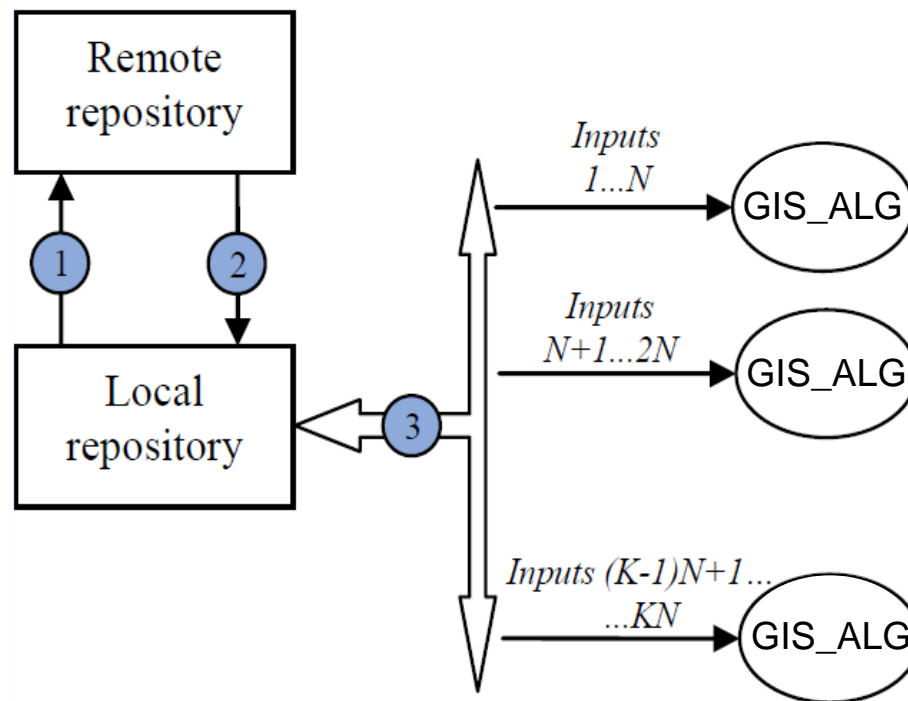 Remote
repository
1
2
Local
repository
3
Inputs
1...N
GIS_ALG
Inputs
N+1...2N
GIS_ALG
Inputs (K-1)N+1...
...KN
GIS_ALG